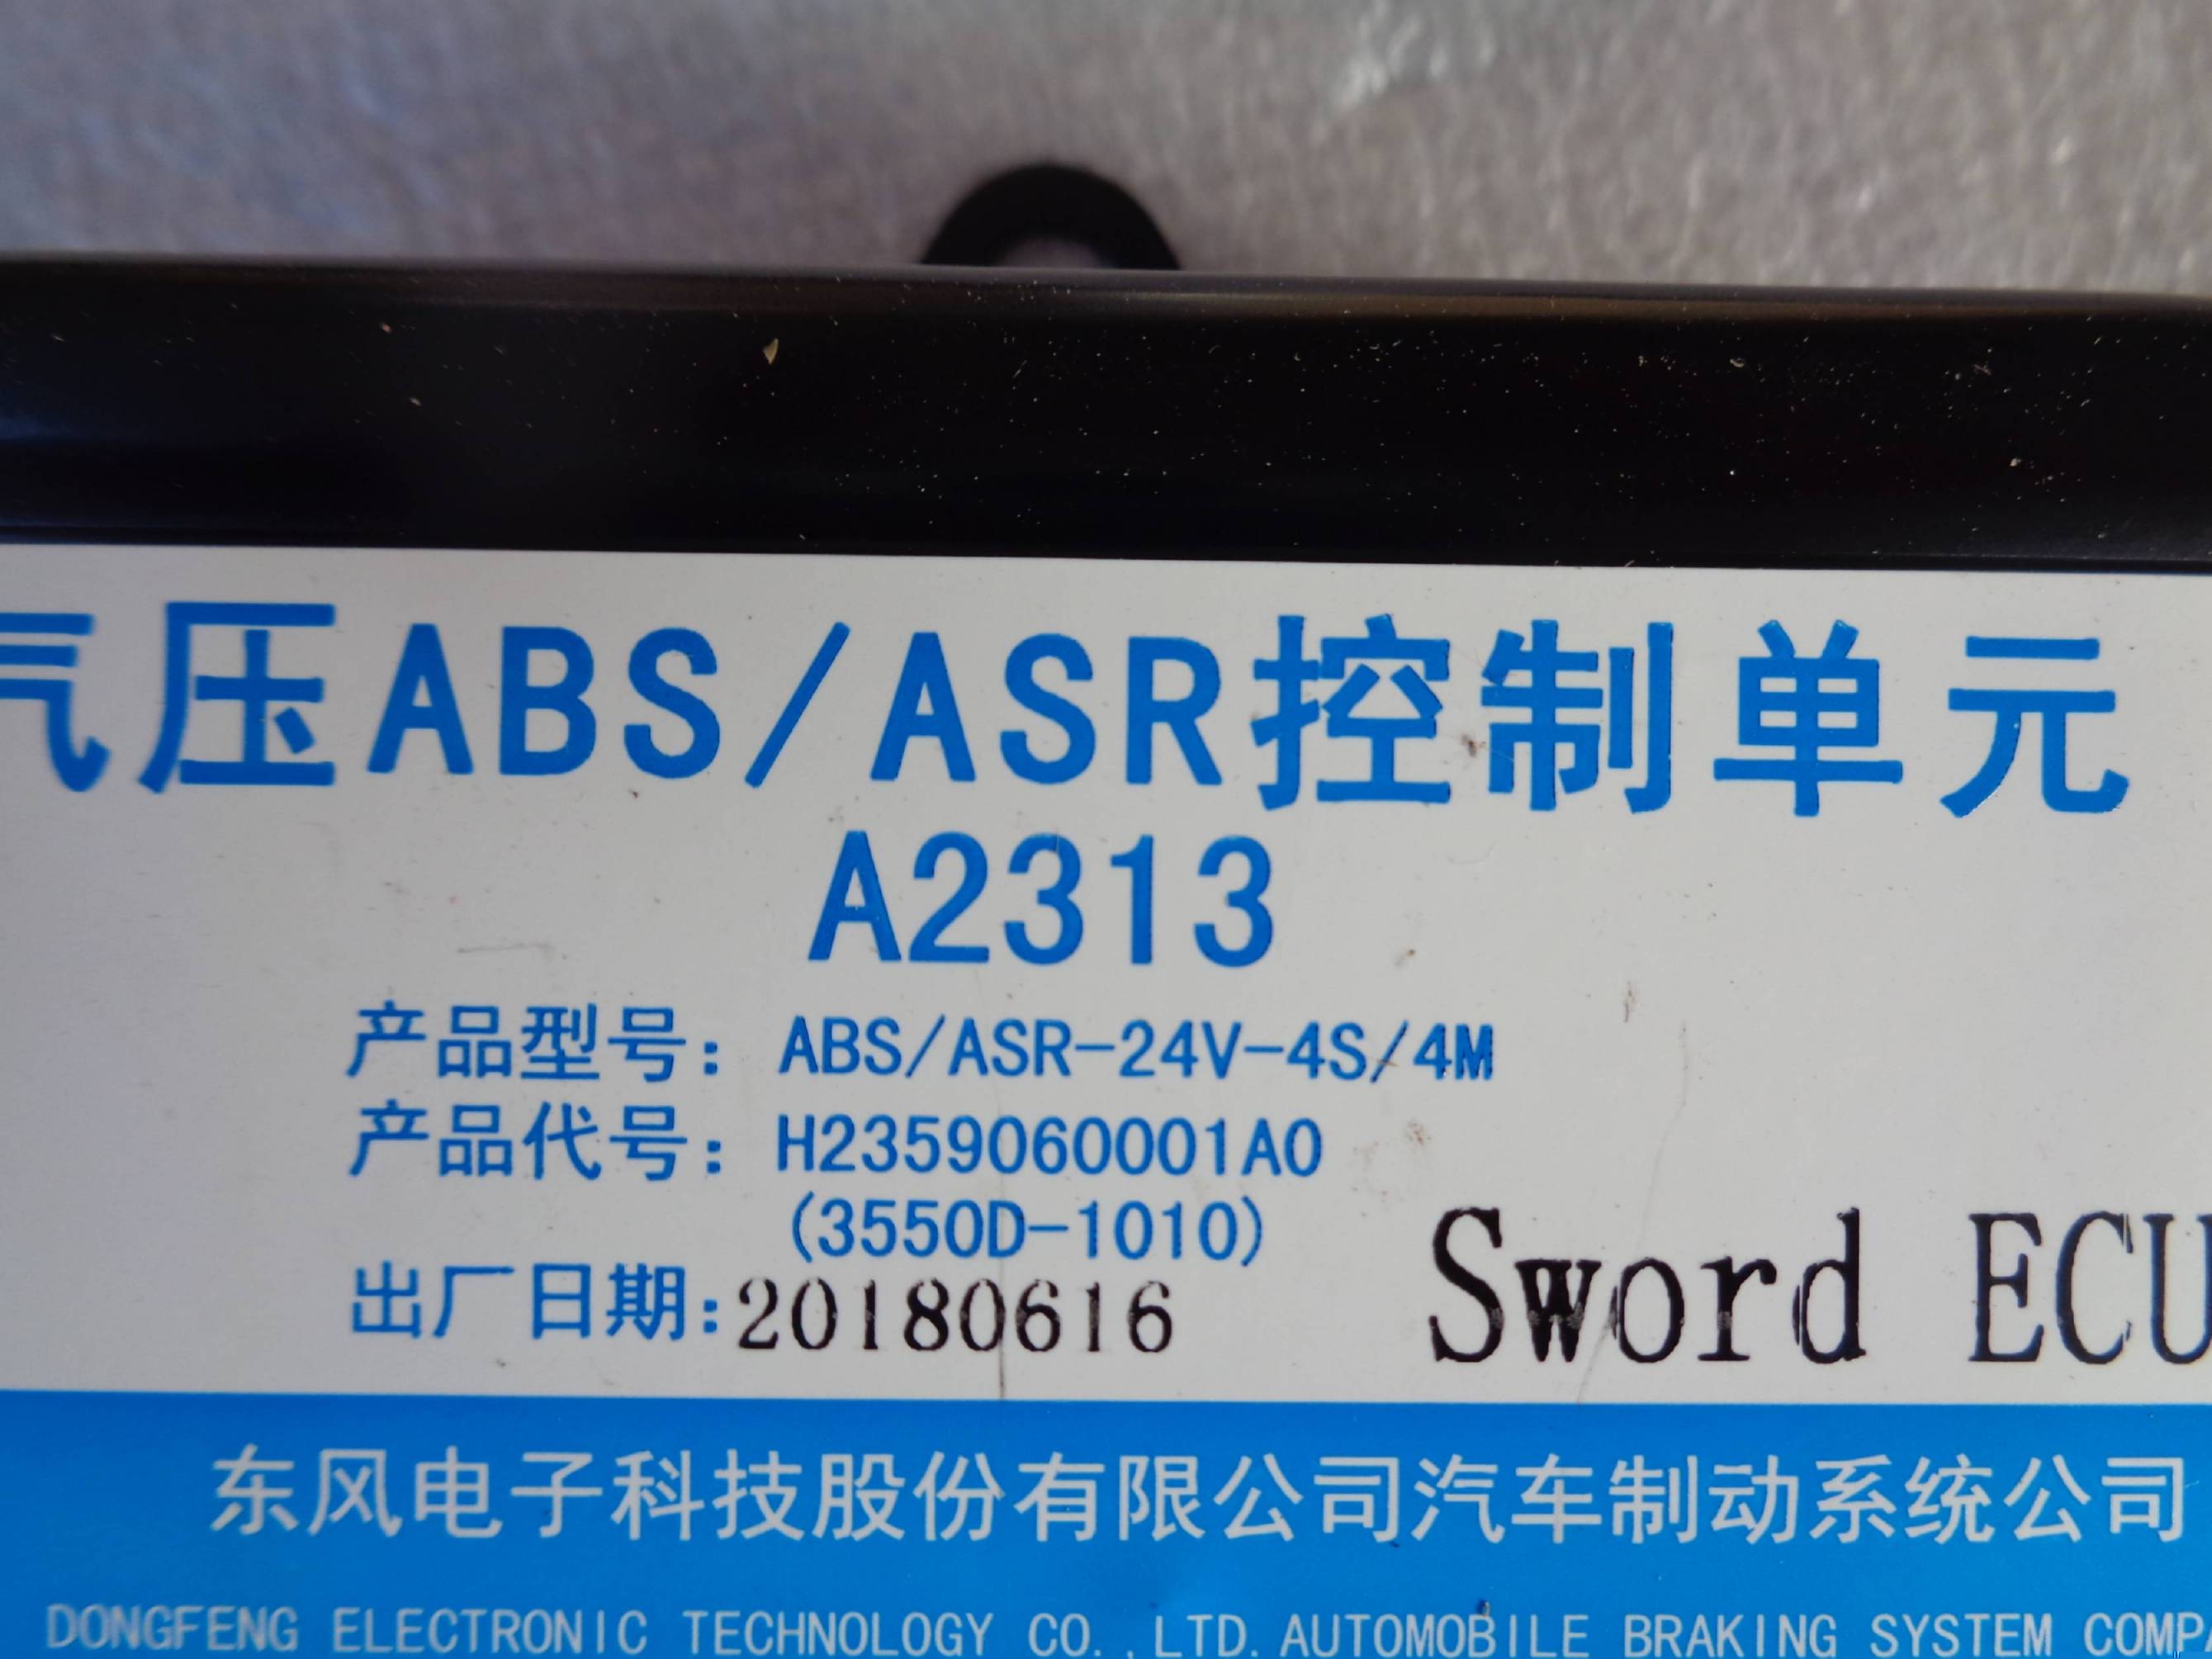 气压ABS/ASR控制单元
A2313
产品型号：ABS/ASR-24V-4S/4M
产品代号：H2359060001A0
(3550D-1010)
出厂日期:20180616
Sword ECU
东风电子科技股份有限公司汽车制动系统公司
DONGFENG ELECTRONIC TECHNOLOGY CO.,LTD.AUTOMOBILE BRAKING SYSTEM COMP